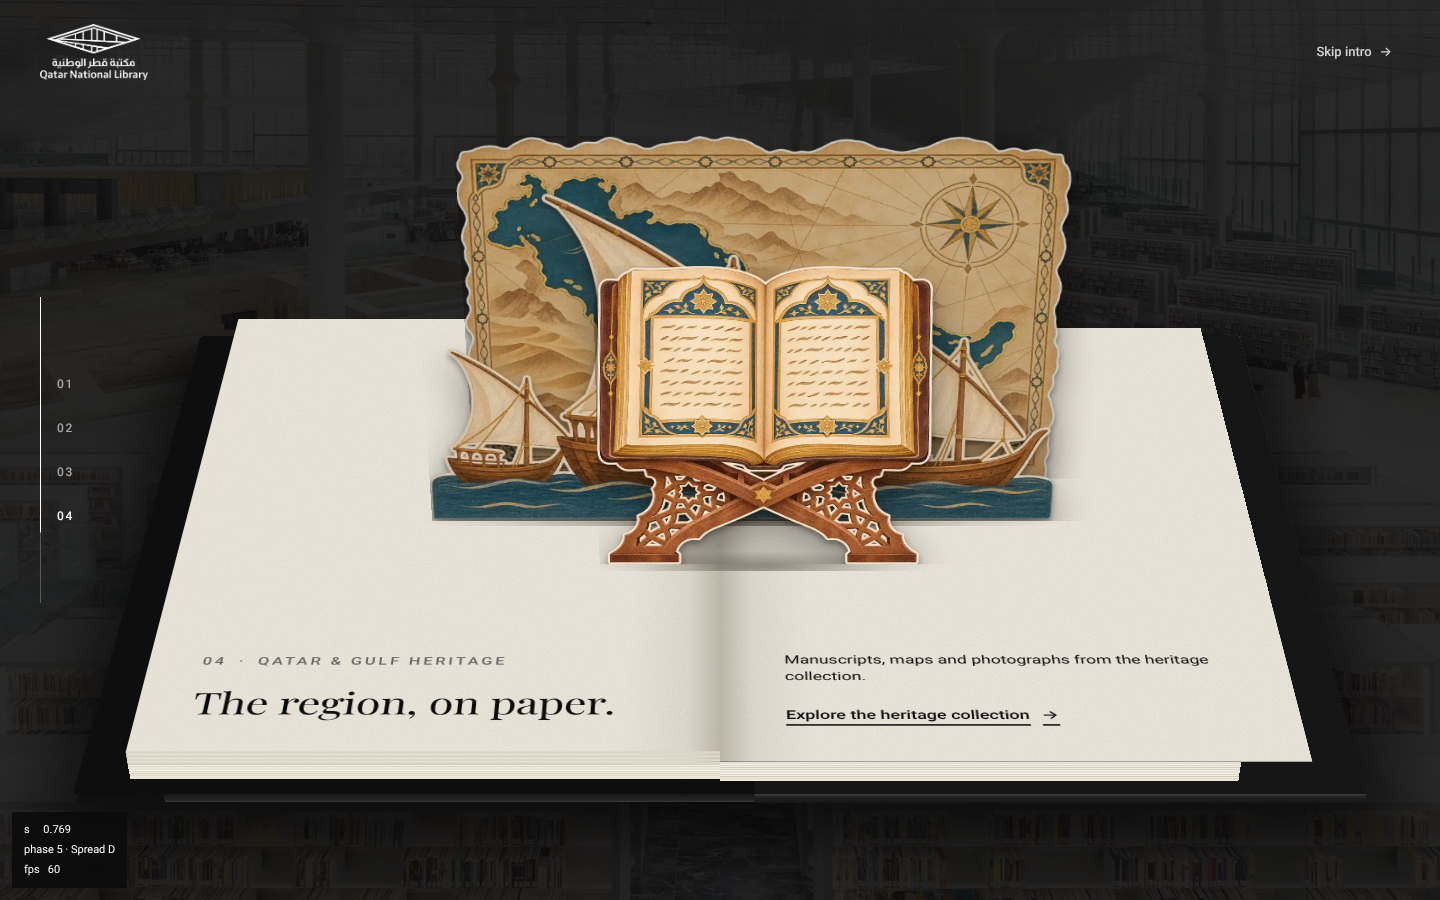 مكتبة قطر الوطنية
Qatar National Library
Skip intro →
01
02
03
04
04 · QATAR & GULF HERITAGE
The region, on paper.
Manuscripts, maps and photographs from the heritage
collection.
Explore the heritage collection →
s 0.769
phase 5 · Spread D
fps 60